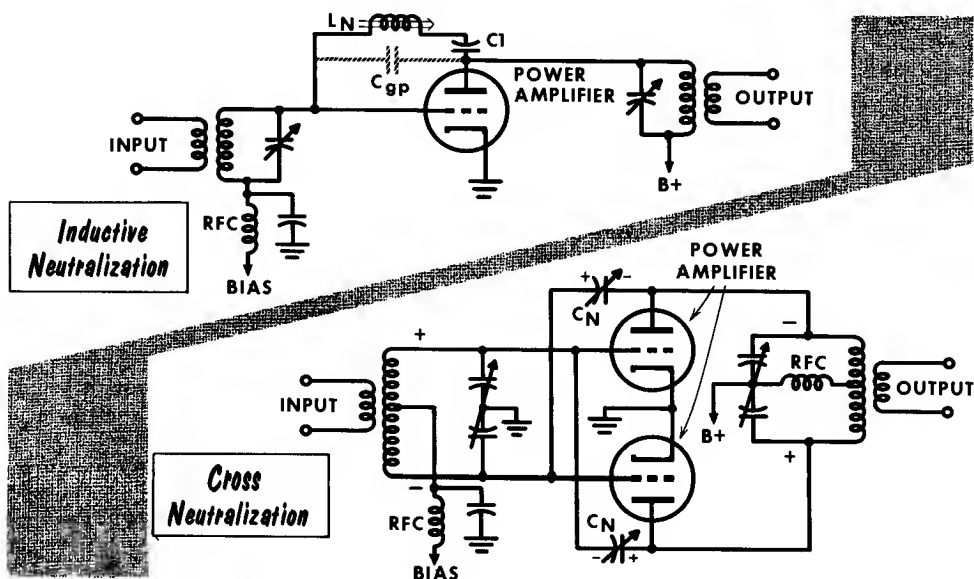 LN
C1
Cgp
POWER
AMPLIFIER
INPUT
OUTPUT
B+
RFC
BIAS
Inductive
Neutralization
POWER
AMPLIFIER
+ -
CN
+
-
INPUT
RFC
OUTPUT
B+
+
-
Cross
Neutralization
RFC
CN
- +
BIAS